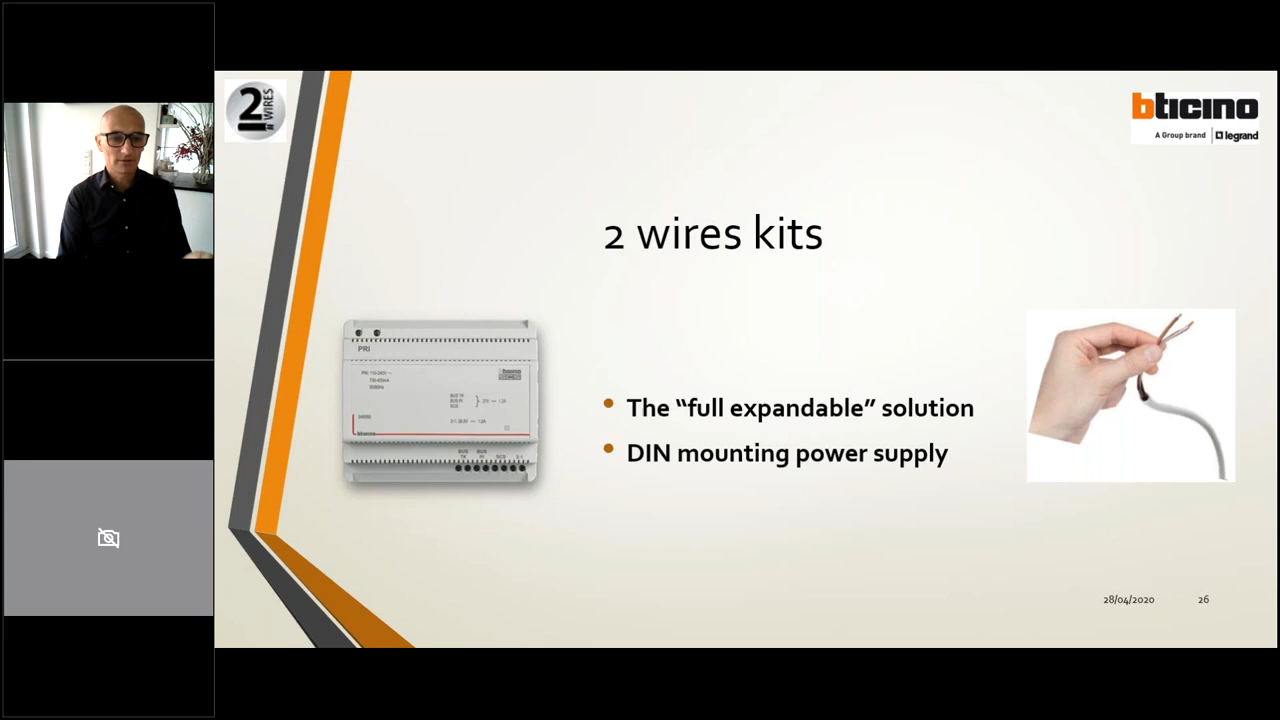 2 WIRES
bticino
A Group brand | legrand
2 wires kits
PRI
The “full expandable” solution
DIN mounting power supply
28/04/2020 26